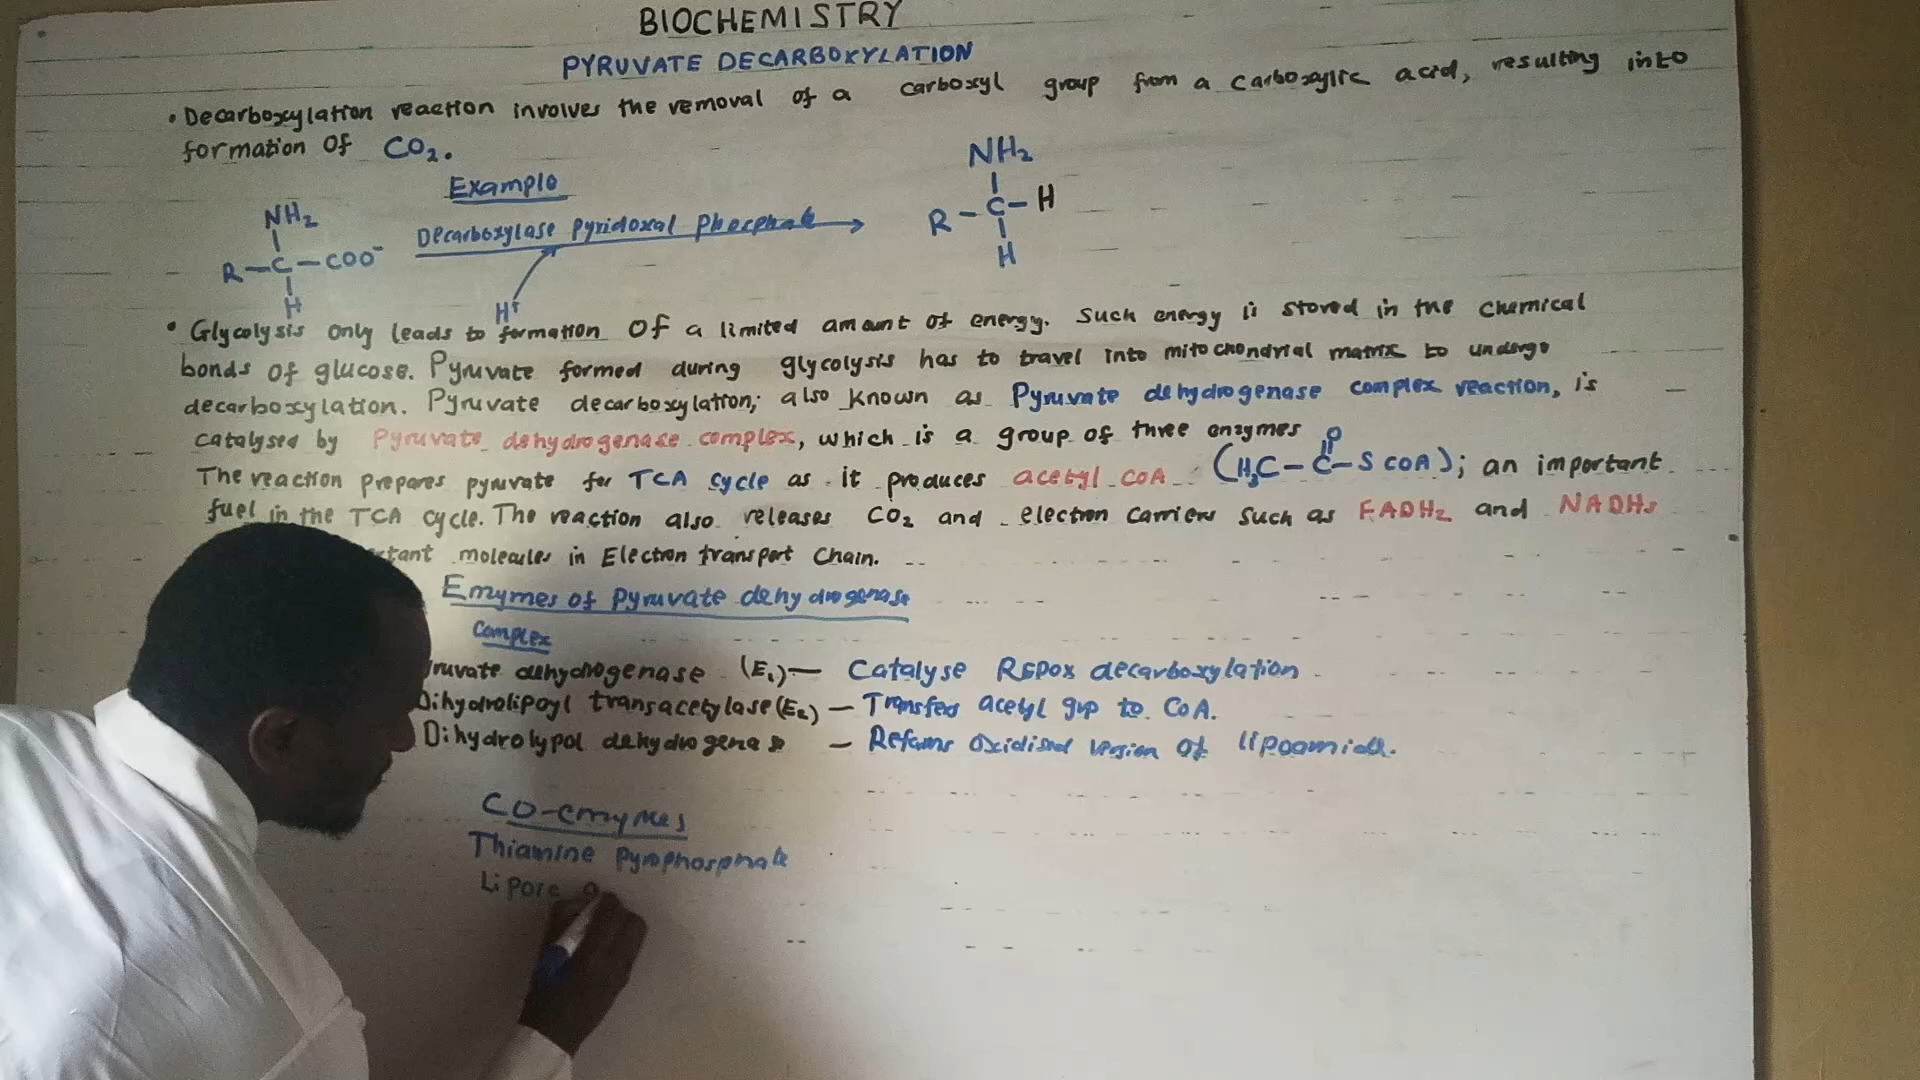 BIOCHEMISTRY
PYRUVATE DECARBOXYLATION
• Decarboxylation reaction involves the removal of a carboxyl group from a carboxylic acid, resulting into
formation of CO₂.
Example
NH₂
R-C-COO⁻
H
Decarboxylase pyridoxal phosphate
H⁺
NH₂
R-C-H
H
• Glycolysis only leads to formation of a limited amount of energy. Such energy is stored in the chemical
bonds of glucose. Pyruvate formed during glycolysis has to travel into mitochondrial matrix to undergo
decarboxylation. Pyruvate decarboxylation; also known as Pyruvate dehydrogenase complex reaction, is
catalysed by Pyruvate dehydrogenase complex, which is a group of three enzymes
The reaction prepares pyruvate for TCA cycle as it produces acetyl CoA (H₃C-C-S COA); an important
O
fuel in the TCA cycle. The reaction also releases CO₂ and electron carriers such as FADH₂ and NADHs
tant molecules in Electron transport Chain.
Enzymes of pyruvate dehydrogenase
complex
ruvate dehydrogenase (E₁) — Catalyse REDOX decarboxylation
Dihydrolipoyl transacetylase (E₂) — Transfers acetyl grp to CoA.
Dihydrolypol dehydrogenase — Reforms oxidised version of lipoamide.
Co-enzymes
Thiamine pyrophosphate
Lipoic a